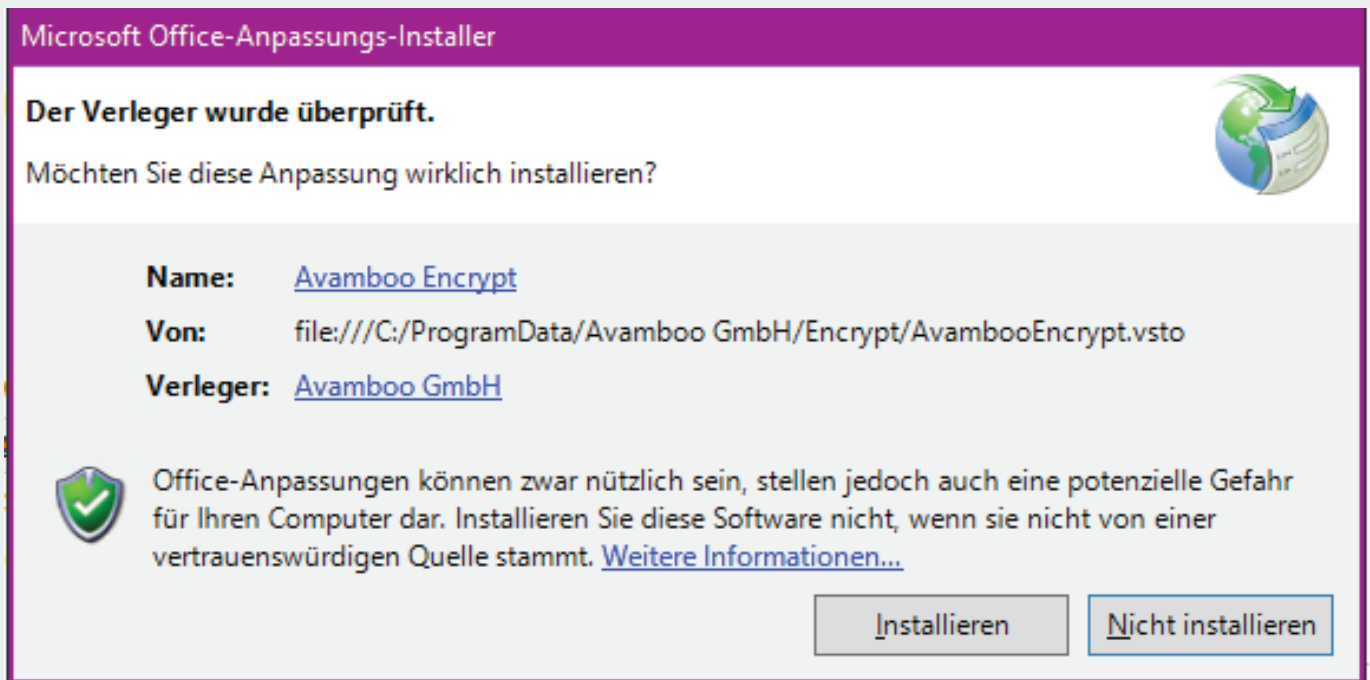 Microsoft Office-Anpassungs-Installer
Der Verleger wurde überprüft.
Möchten Sie diese Anpassung wirklich installieren?
Name: Avamboo Encrypt
Von: file:///C:/ProgramData/Avamboo GmbH/Encrypt/AvambooEncrypt.vsto
Verleger: Avamboo GmbH
Office-Anpassungen können zwar nützlich sein, stellen jedoch auch eine potenzielle Gefahr
für Ihren Computer dar. Installieren Sie diese Software nicht, wenn sie nicht von einer
vertrauenswürdigen Quelle stammt. Weitere Informationen...
Installieren Nicht installieren